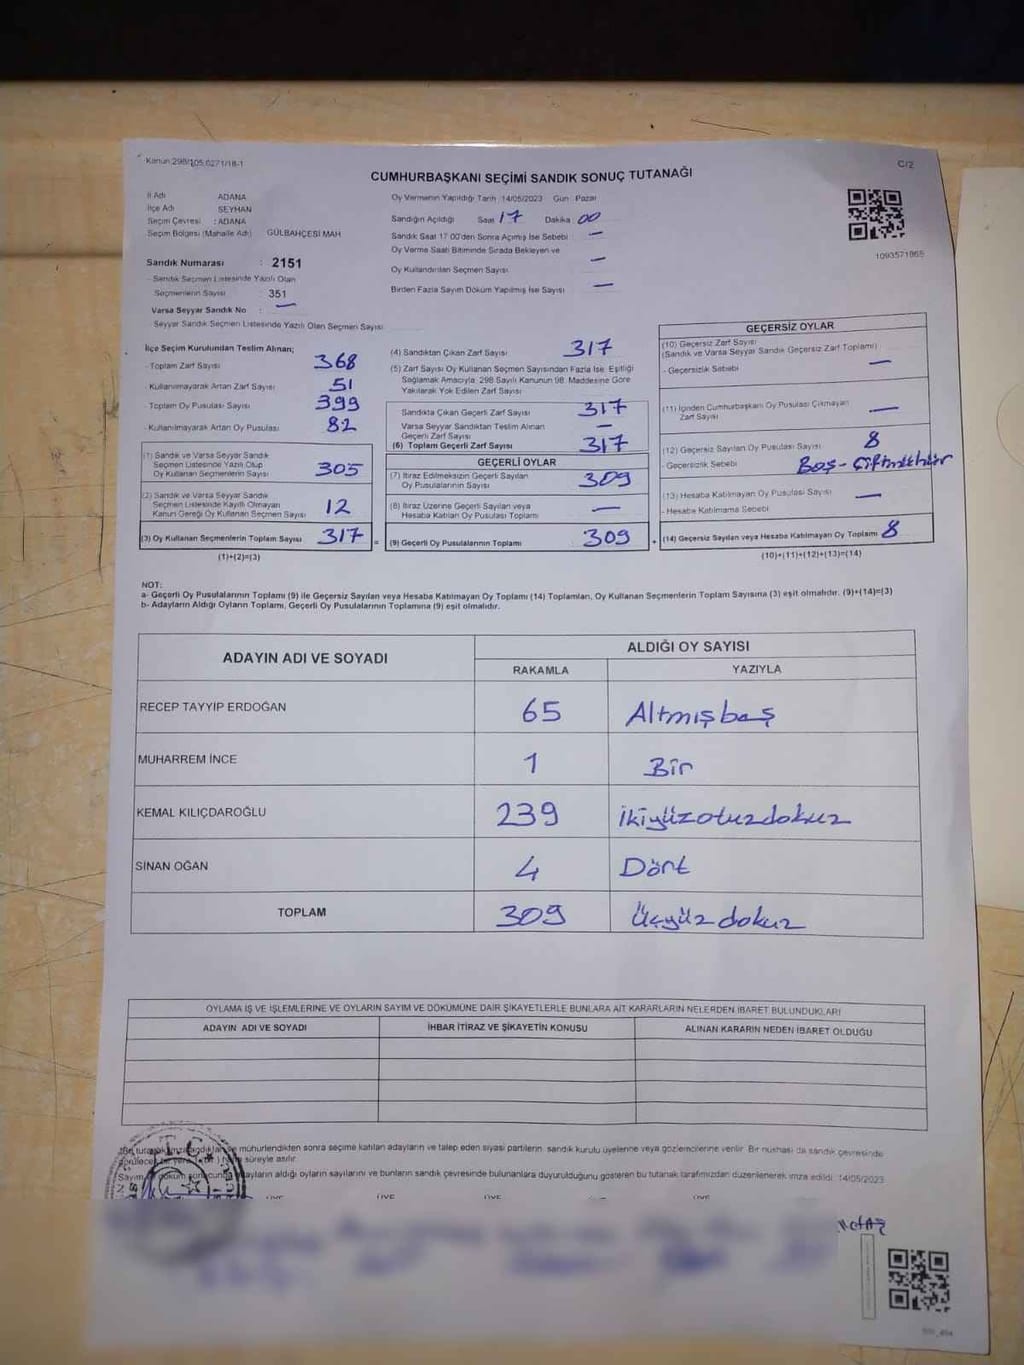 Kanun 298/105,6271/18-1
C/2
CUMHURBAŞKANI SEÇİMİ SANDIK SONUÇ TUTANAĞI
İl Adı ADANA
İlçe Adı SEYHAN
Seçim Çevresi : ADANA
Seçim Bölgesi (Mahalle Adı) GÜLBAHÇESİ MAH
Sandık Numarası : 2151
- Sandık Seçmen Listesinde Yazılı Olan
Seçmenlerin Sayısı : 351
Varsa Seyyar Sandık No : —
Seyyar Sandık Seçmen Listesinde Yazılı Olan Seçmen Sayısı
Oy Vermenin Yapıldığı Tarih :14/05/2023 Gün : Pazar
Sandığın Açıldığı Saat 17 Dakika 00
Sandık Saat 17.00'den Sonra Açılmış İse Sebebi : —
Oy Verme Saati Bitiminde Sırada Bekleyen ve
Oy Kullandırılan Seçmen Sayısı —
Birden Fazla Sayım Döküm Yapılmış İse Sayısı —
1093571865
İlçe Seçim Kurulundan Teslim Alınan;
- Toplam Zarf Sayısı 368
- Kullanılmayarak Artan Zarf Sayısı 51
- Toplam Oy Pusulası Sayısı 399
- Kullanılmayarak Artan Oy Pusulası 82
(1) Sandık ve Varsa Seyyar Sandık
Seçmen Listesinde Yazılı Olup
Oy Kullanan Seçmenlerin Sayısı 305
(2) Sandık ve Varsa Seyyar Sandık
Seçmen Listesinde Kayıtlı Olmayan
Kanun Gereği Oy Kullanan Seçmen Sayısı 12
(3) Oy Kullanan Seçmenlerin Toplam Sayısı 317
(1)+(2)=(3)
(4) Sandıktan Çıkan Zarf Sayısı 317
(5) Zarf Sayısı Oy Kullanan Seçmen Sayısından Fazla İse, Eşitliği
Sağlamak Amacıyla, 298 Sayılı Kanunun 98. Maddesine Göre
Yakılarak Yok Edilen Zarf Sayısı
Sandıkta Çıkan Geçerli Zarf Sayısı 317
Varsa Seyyar Sandıktan Teslim Alınan
Geçerli Zarf Sayısı —
(6) Toplam Geçerli Zarf Sayısı 317
GEÇERLİ OYLAR
(7) İtiraz Edilmeksizin Geçerli Sayılan
Oy Pusulalarının Sayısı 309
(8) İtiraz Üzerine Geçerli Sayılan veya
Hesaba Katılan Oy Pusulası Toplamı —
= (9) Geçerli Oy Pusulalarının Toplamı 309
GEÇERSİZ OYLAR
(10) Geçersiz Zarf Sayısı
(Sandık ve Varsa Seyyar Sandık Geçersiz Zarf Toplamı)
- Geçersizlik Sebebi —
(11) İçinden Cumhurbaşkanı Oy Pusulası Çıkmayan
Zarf Sayısı —
(12) Geçersiz Sayılan Oy Pusulası Sayısı 8
- Geçersizlik Sebebi Boş - Çiftmühür
(13) Hesaba Katılmayan Oy Pusulası Sayısı —
- Hesaba Katılmama Sebebi
+ (14) Geçersiz Sayılan veya Hesaba Katılmayan Oy Toplamı 8
(10)+(11)+(12)+(13)=(14)
NOT:
a- Geçerli Oy Pusulalarının Toplamı (9) ile Geçersiz Sayılan veya Hesaba Katılmayan Oy Toplamı (14) Toplamları, Oy Kullanan Seçmenlerin Toplam Sayısına (3) eşit olmalıdır. (9)+(14)=(3)
b- Adayların Aldığı Oyların Toplamı, Geçerli Oy Pusulalarının Toplamına (9) eşit olmalıdır.
ADAYIN ADI VE SOYADI ALDIĞI OY SAYISI
RAKAMLA YAZIYLA
RECEP TAYYIP ERDOĞAN 65 Altmışbeş
MUHARREM İNCE 1 Bir
KEMAL KILIÇDAROĞLU 239 ikiyüzotuzdokuz
SİNAN OĞAN 4 Dört
TOPLAM 309 Üçyüzdokuz
OYLAMA İŞ VE İŞLEMLERİNE VE OYLARIN SAYIM VE DÖKÜMÜNE DAİR ŞİKAYETLERLE BUNLARA AİT KARARLARIN NELERDEN İBARET BULUNDUKLARI
ADAYIN ADI VE SOYADI İHBAR İTİRAZ VE ŞİKAYETİN KONUSU ALINAN KARARIN NEDEN İBARET OLDUĞU
mühürlendikten sonra seçime katılan adayların ve talep eden siyasi partilerin sandık kurulu üyelerine veya gözlemcilerine verilir. Bir nüshası da sandık çevresinde
süreyle asılır.
aldığı oyların sayılarını ve bunların sandık çevresinde bulunanlara duyurulduğunu gösteren bu tutanak tarafımızdan düzenlenerek imza edildi. 14/05/2023
T.C.
ÜYE ÜYE ÜYE ÜYE ÜYE